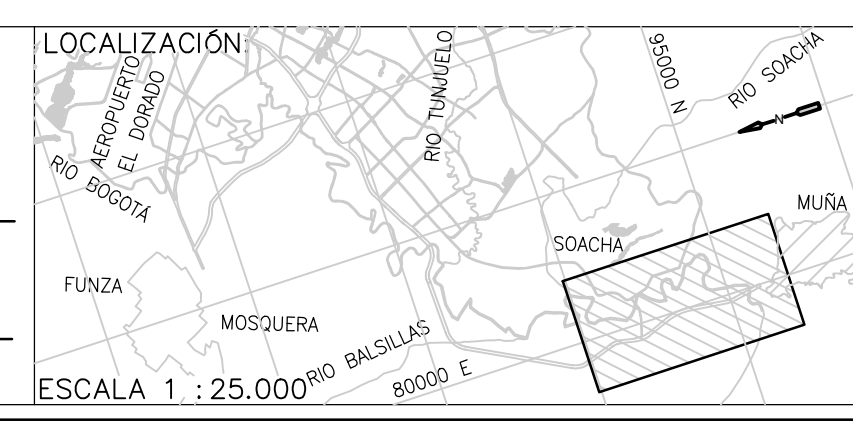 LOCALIZACIÓN:
AEROPUERTO
EL DORADO
RIO BOGOTÁ
RIO TUNJUELO
95000 N
RIO SOACHA
N
MUÑA
SOACHA
FUNZA
MOSQUERA
RIO BALSILLAS
80000 E
ESCALA 1 : 25.000